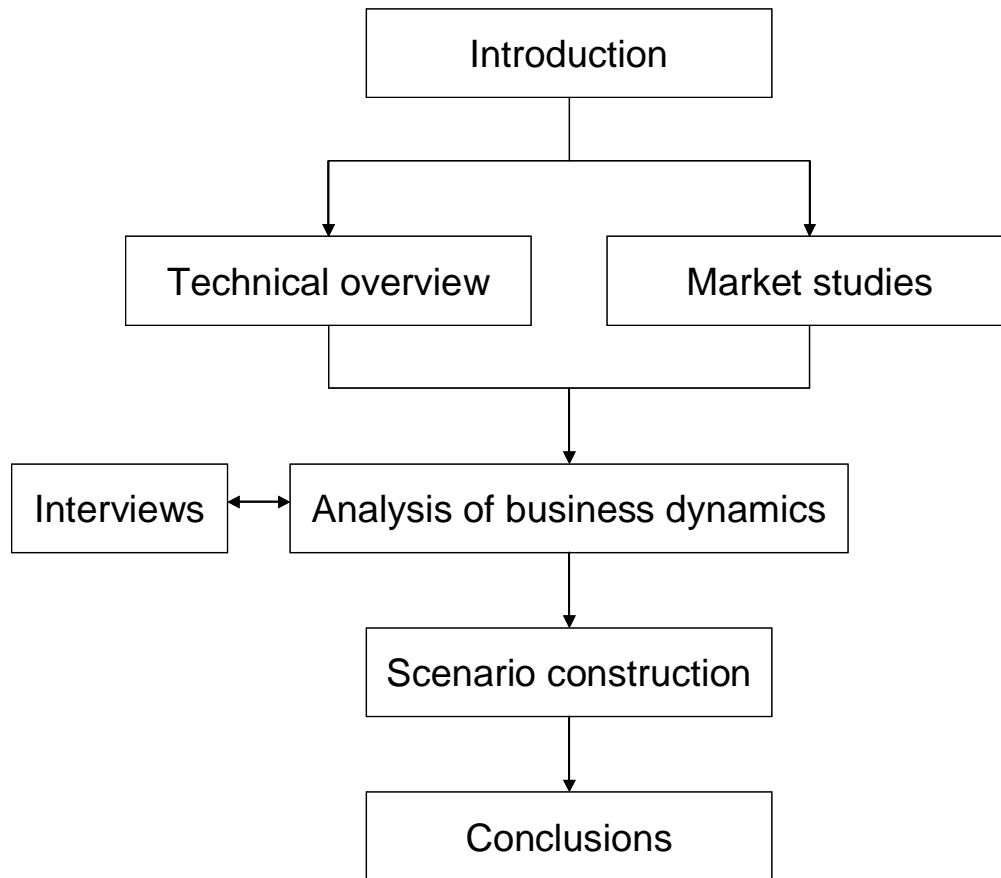 Introduction
Technical overview
Market studies
Interviews
Analysis of business dynamics
Scenario construction
Conclusions